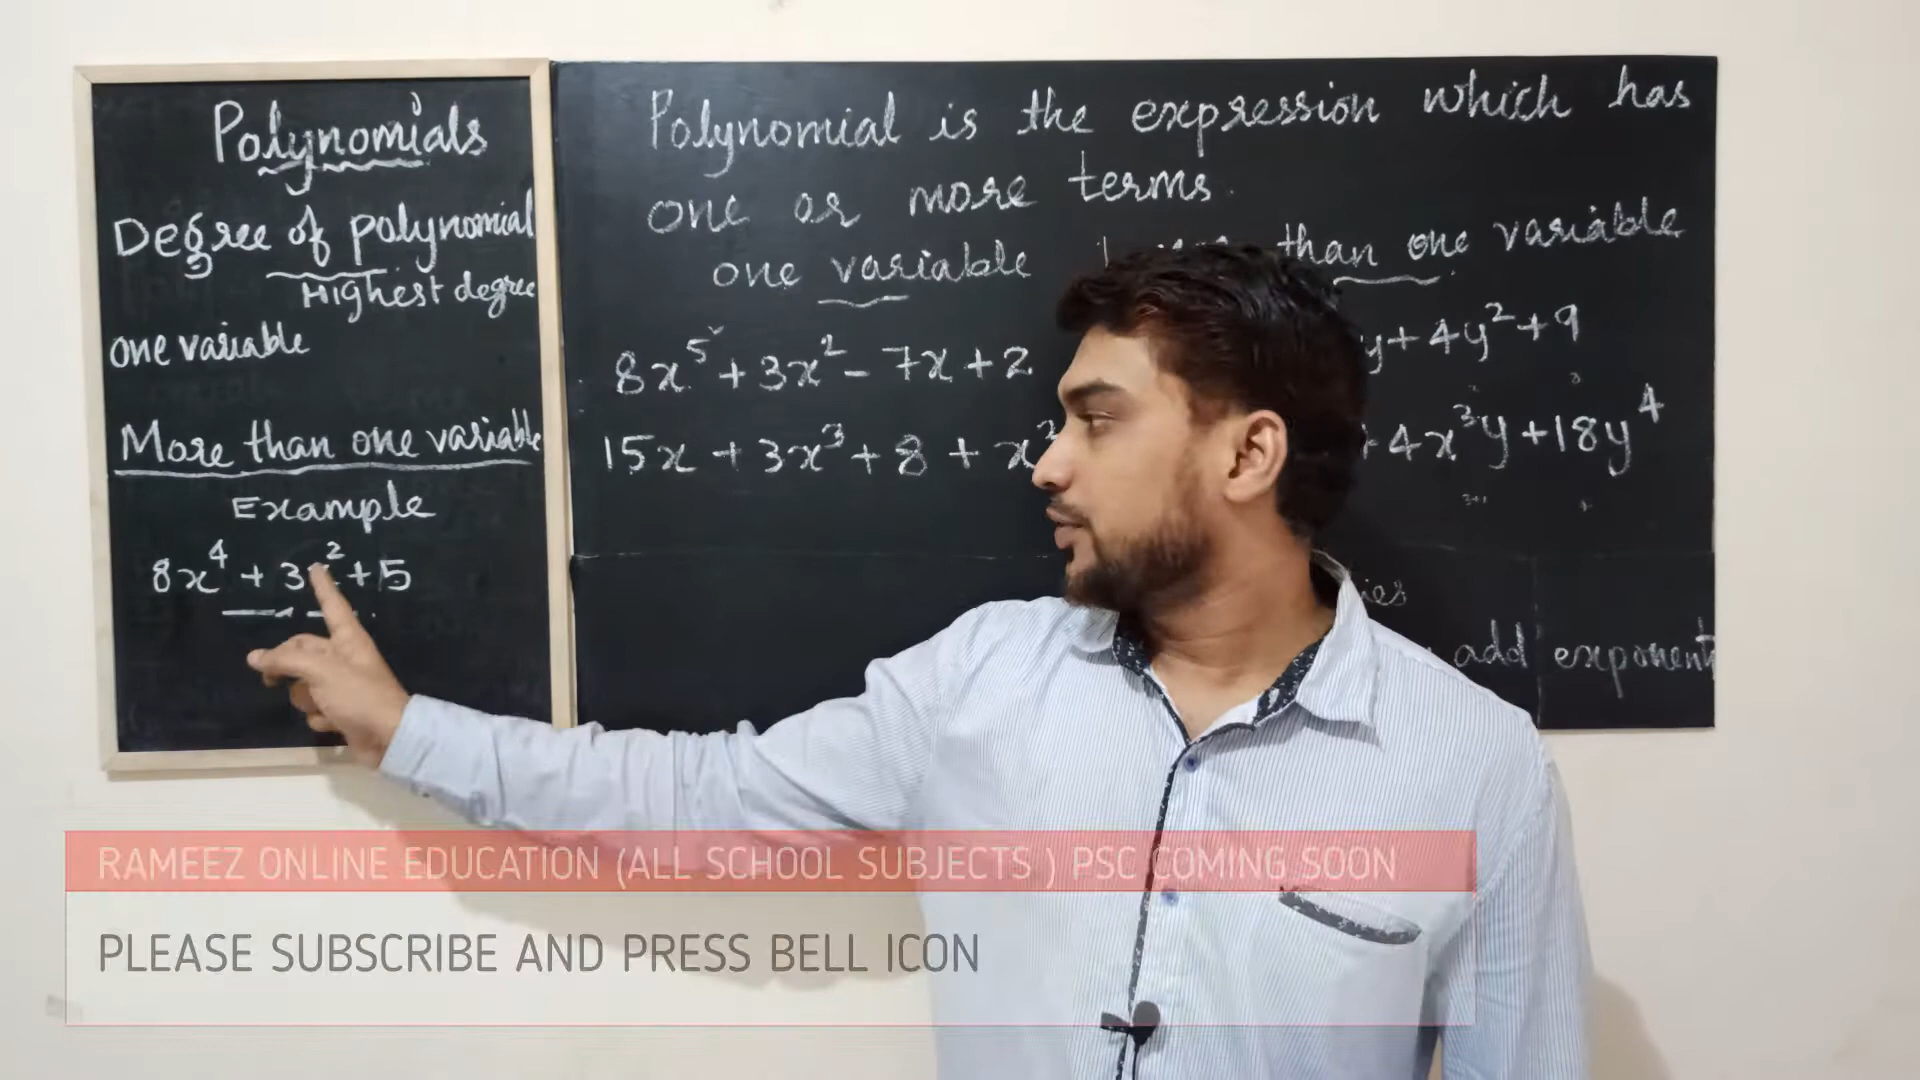 Polynomials
Degree of polynomial
Highest degree
one variable
More than one variable
Example
8x⁴ + 3x² + 5
Polynomial is the expression which has
one or more terms.
one variable
than one variable
8x⁵ + 3x² - 7x + 2
y + 4y² + 9
15x + 3x³ + 8 + x
+ 4x³y + 18y⁴
3+1
add exponent
RAMEEZ ONLINE EDUCATION (ALL SCHOOL SUBJECTS ) PSC COMING SOON
PLEASE SUBSCRIBE AND PRESS BELL ICON